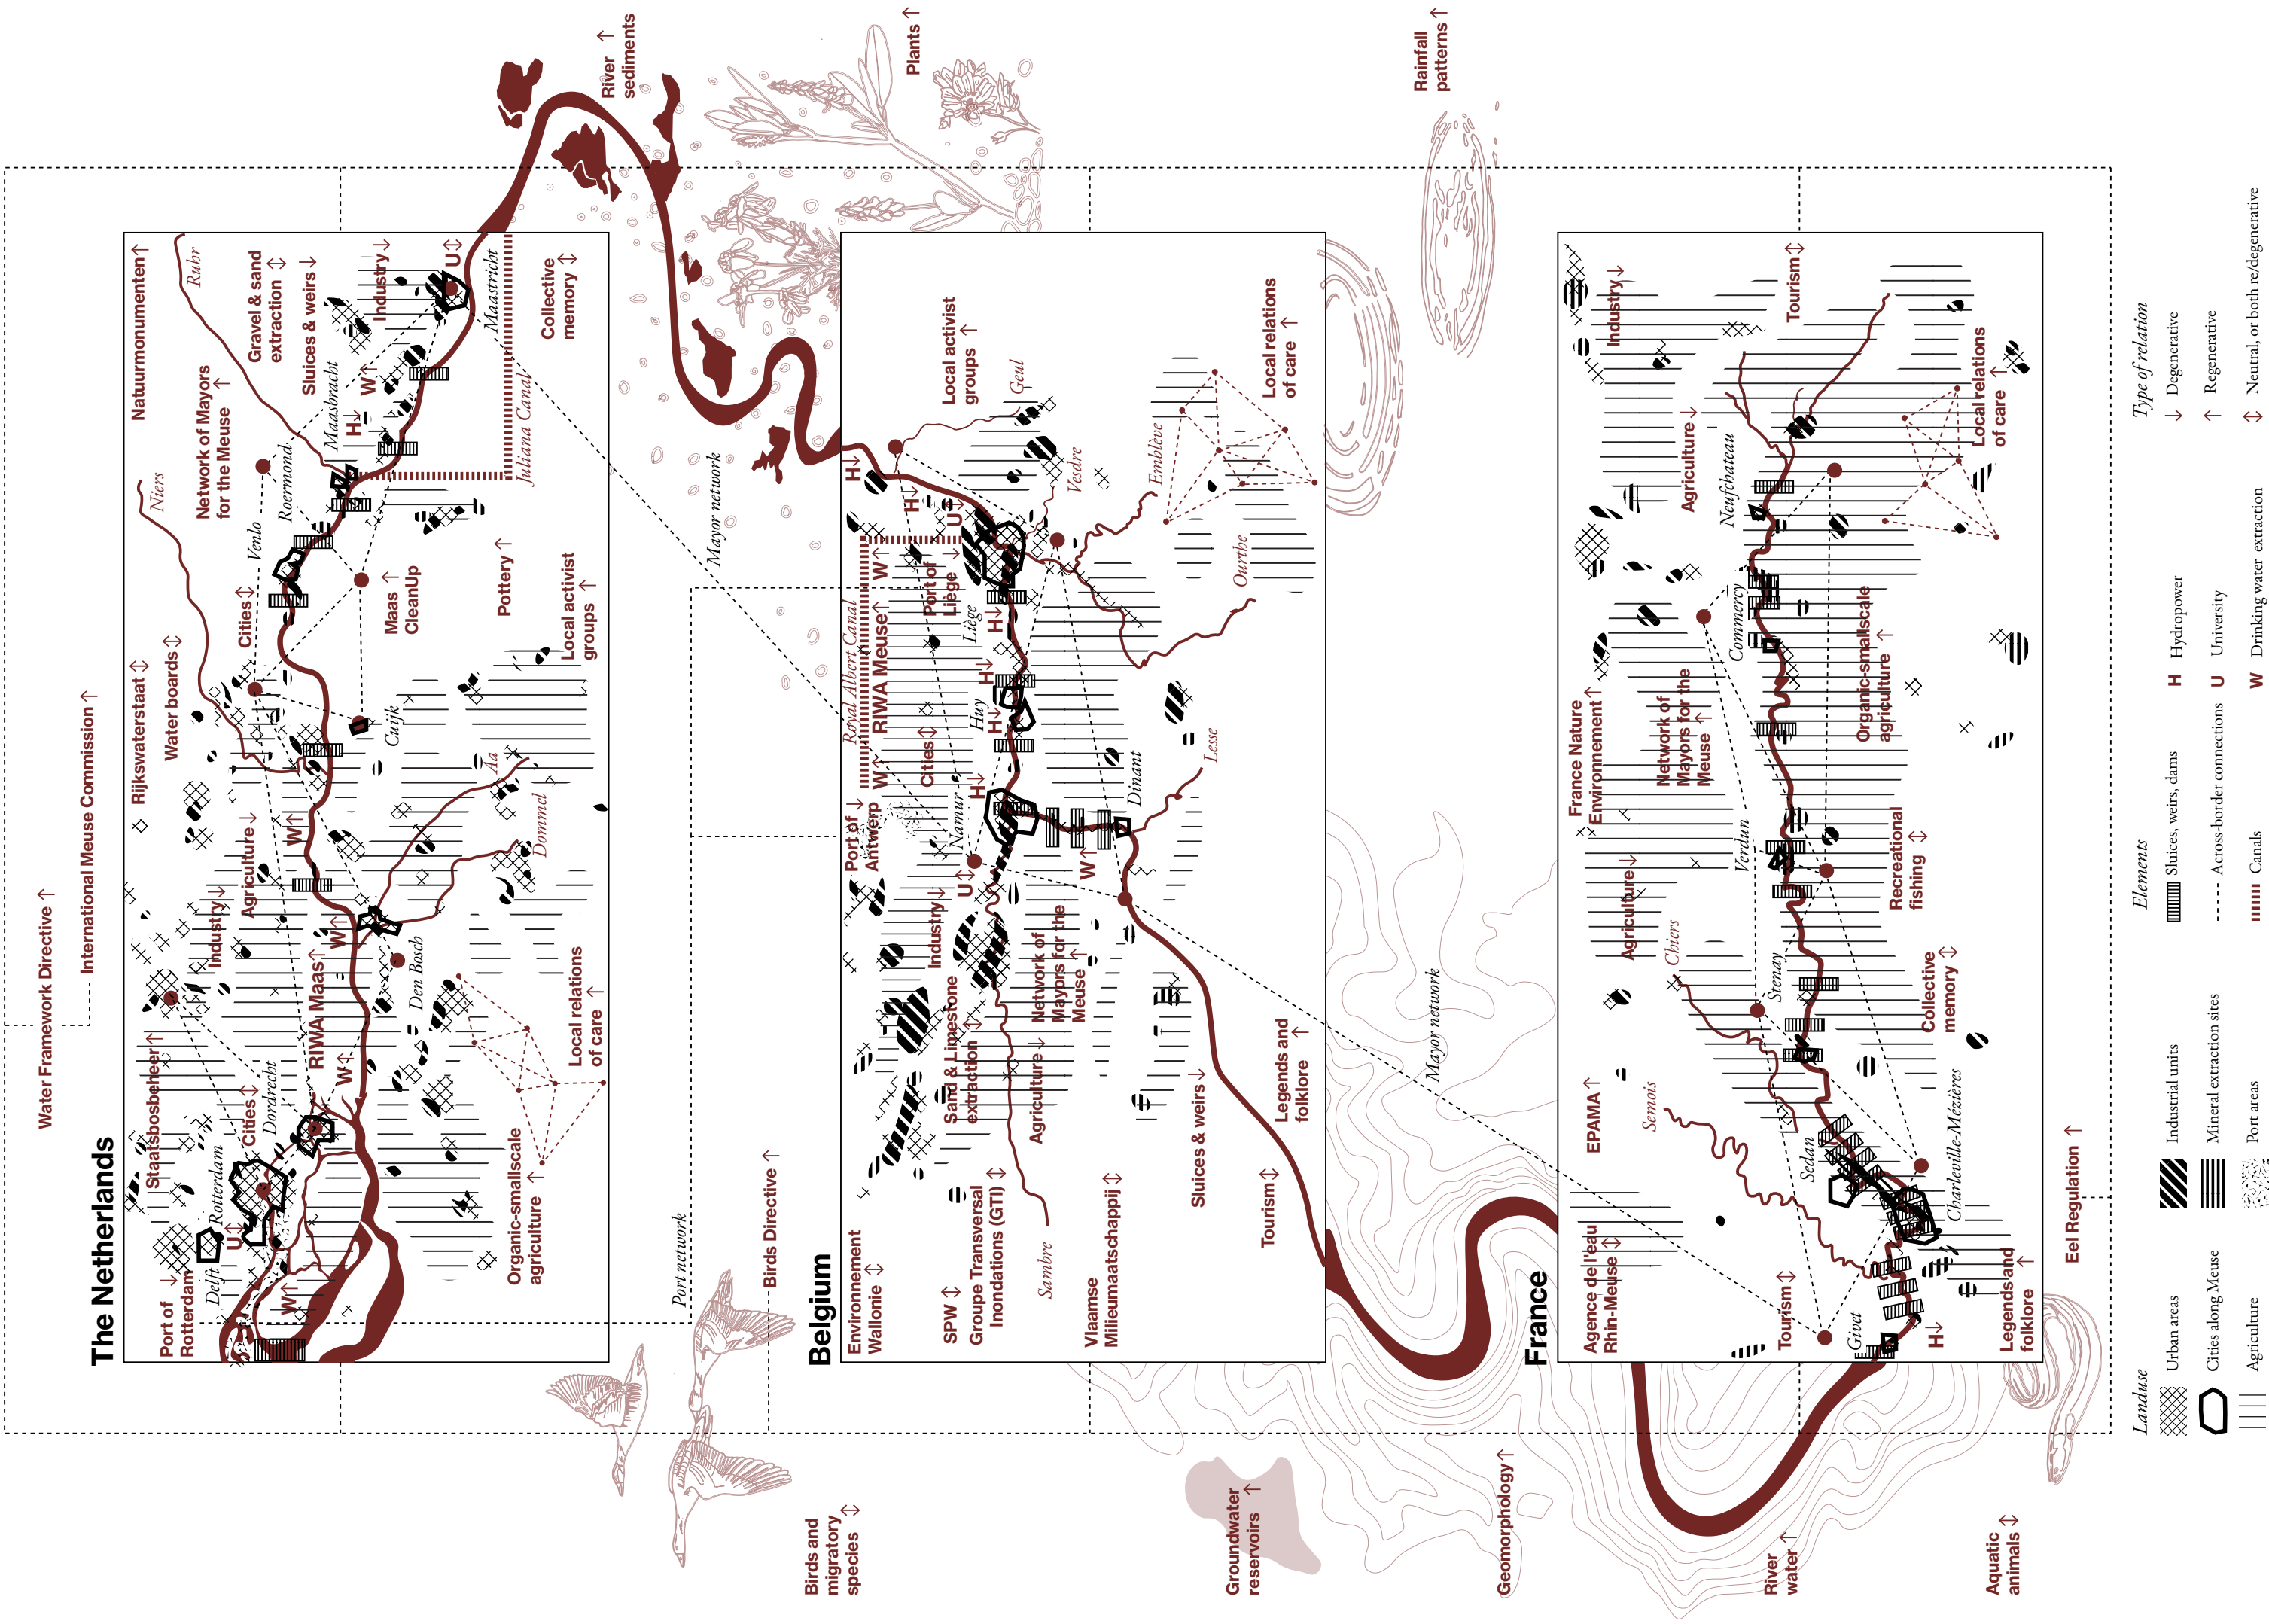 Water Framework Directive ↑
International Meuse Commission ↑
The Netherlands
Port of ↓
Rotterdam
Staatsbosbeheer ↑
Rijkswaterstaat ↕
Water boards ↕
Natuurmonumenten ↑
Niers
Ruhr
Delft
Rotterdam
U ↕
Cities ↕
Dordrecht
Industry ↓
Agriculture ↓
Cities ↕
Venlo
Network of Mayors
for the Meuse ↑
Roermond
Gravel & sand
extraction ↕
Sluices & weirs ↓
Maasbracht
Industry ↓
W ↑
RIWA Maas ↑
W ↑
W ↑
W ↑
H ↓
W ↑
U ↕
Maastricht
Den Bosch
Cuijk
Maas ↑
CleanUp
Aa
Dommel
Pottery ↑
Juliana Canal
Organic-smallscale
agriculture ↑
Local relations
of care ↑
Local activist
groups ↑
Collective
memory ↕
River ↑
sediments
Port network
Mayor network
Birds Directive ↑
Birds and
migratory
species ↕
Plants ↑
Belgium
Environnement
Wallonie ↕
Port of ↓
Antwerp
Royal Albert Canal
RIWA Meuse ↑
W ↑
W ↑
H ↓
H ↓
Industry ↓
Cities ↕
Port of ↓
Liège
U ↕
Local activist
groups ↑
SPW ↕
Groupe Transversal
Inondations (GTI) ↕
Sand & Limestone
extraction ↕
U ↕
Namur
H ↓
Huy
H ↓
H ↓
Liège
H ↓
Geul
Vesdre
Sambre
Agriculture ↓
Network of
Mayors for the
Meuse ↑
W ↑
Dinant
Vlaamse
Milieumaatschappij ↕
Sluices & weirs ↓
Lesse
Ourthe
Emblève
Tourism ↕
Legends and
folklore ↑
Local relations
of care ↑
Groundwater
reservoirs ↑
Mayor network
Rainfall
patterns ↑
Geomorphology ↑
France
Agence de l'eau
Rhin-Meuse ↕
EPAMA ↑
France Nature
Environnement ↑
Industry ↓
Semois
Agriculture ↓
Chiers
Network of
Mayors for the
Meuse ↑
Agriculture ↓
Neufchateau
Commercy
Verdun
Stenay
Sedan
Tourism ↕
Tourism ↕
Givet
H ↓
Charleville-Mézières
Collective
memory ↕
Recreational
fishing ↕
Organic-smallscale
agriculture ↑
Local relations
of care ↑
Legends and
folklore ↑
River
water ↑
Aquatic
animals ↕
Eel Regulation ↑
Landuse
Urban areas
Cities along Meuse
Agriculture
Industrial units
Mineral extraction sites
Port areas
Elements
Sluices, weirs, dams
Across-border connections
Canals
H Hydropower
U University
W Drinking water extraction
Type of relation
↓ Degenerative
↑ Regenerative
↕ Neutral, or both re/degenerative